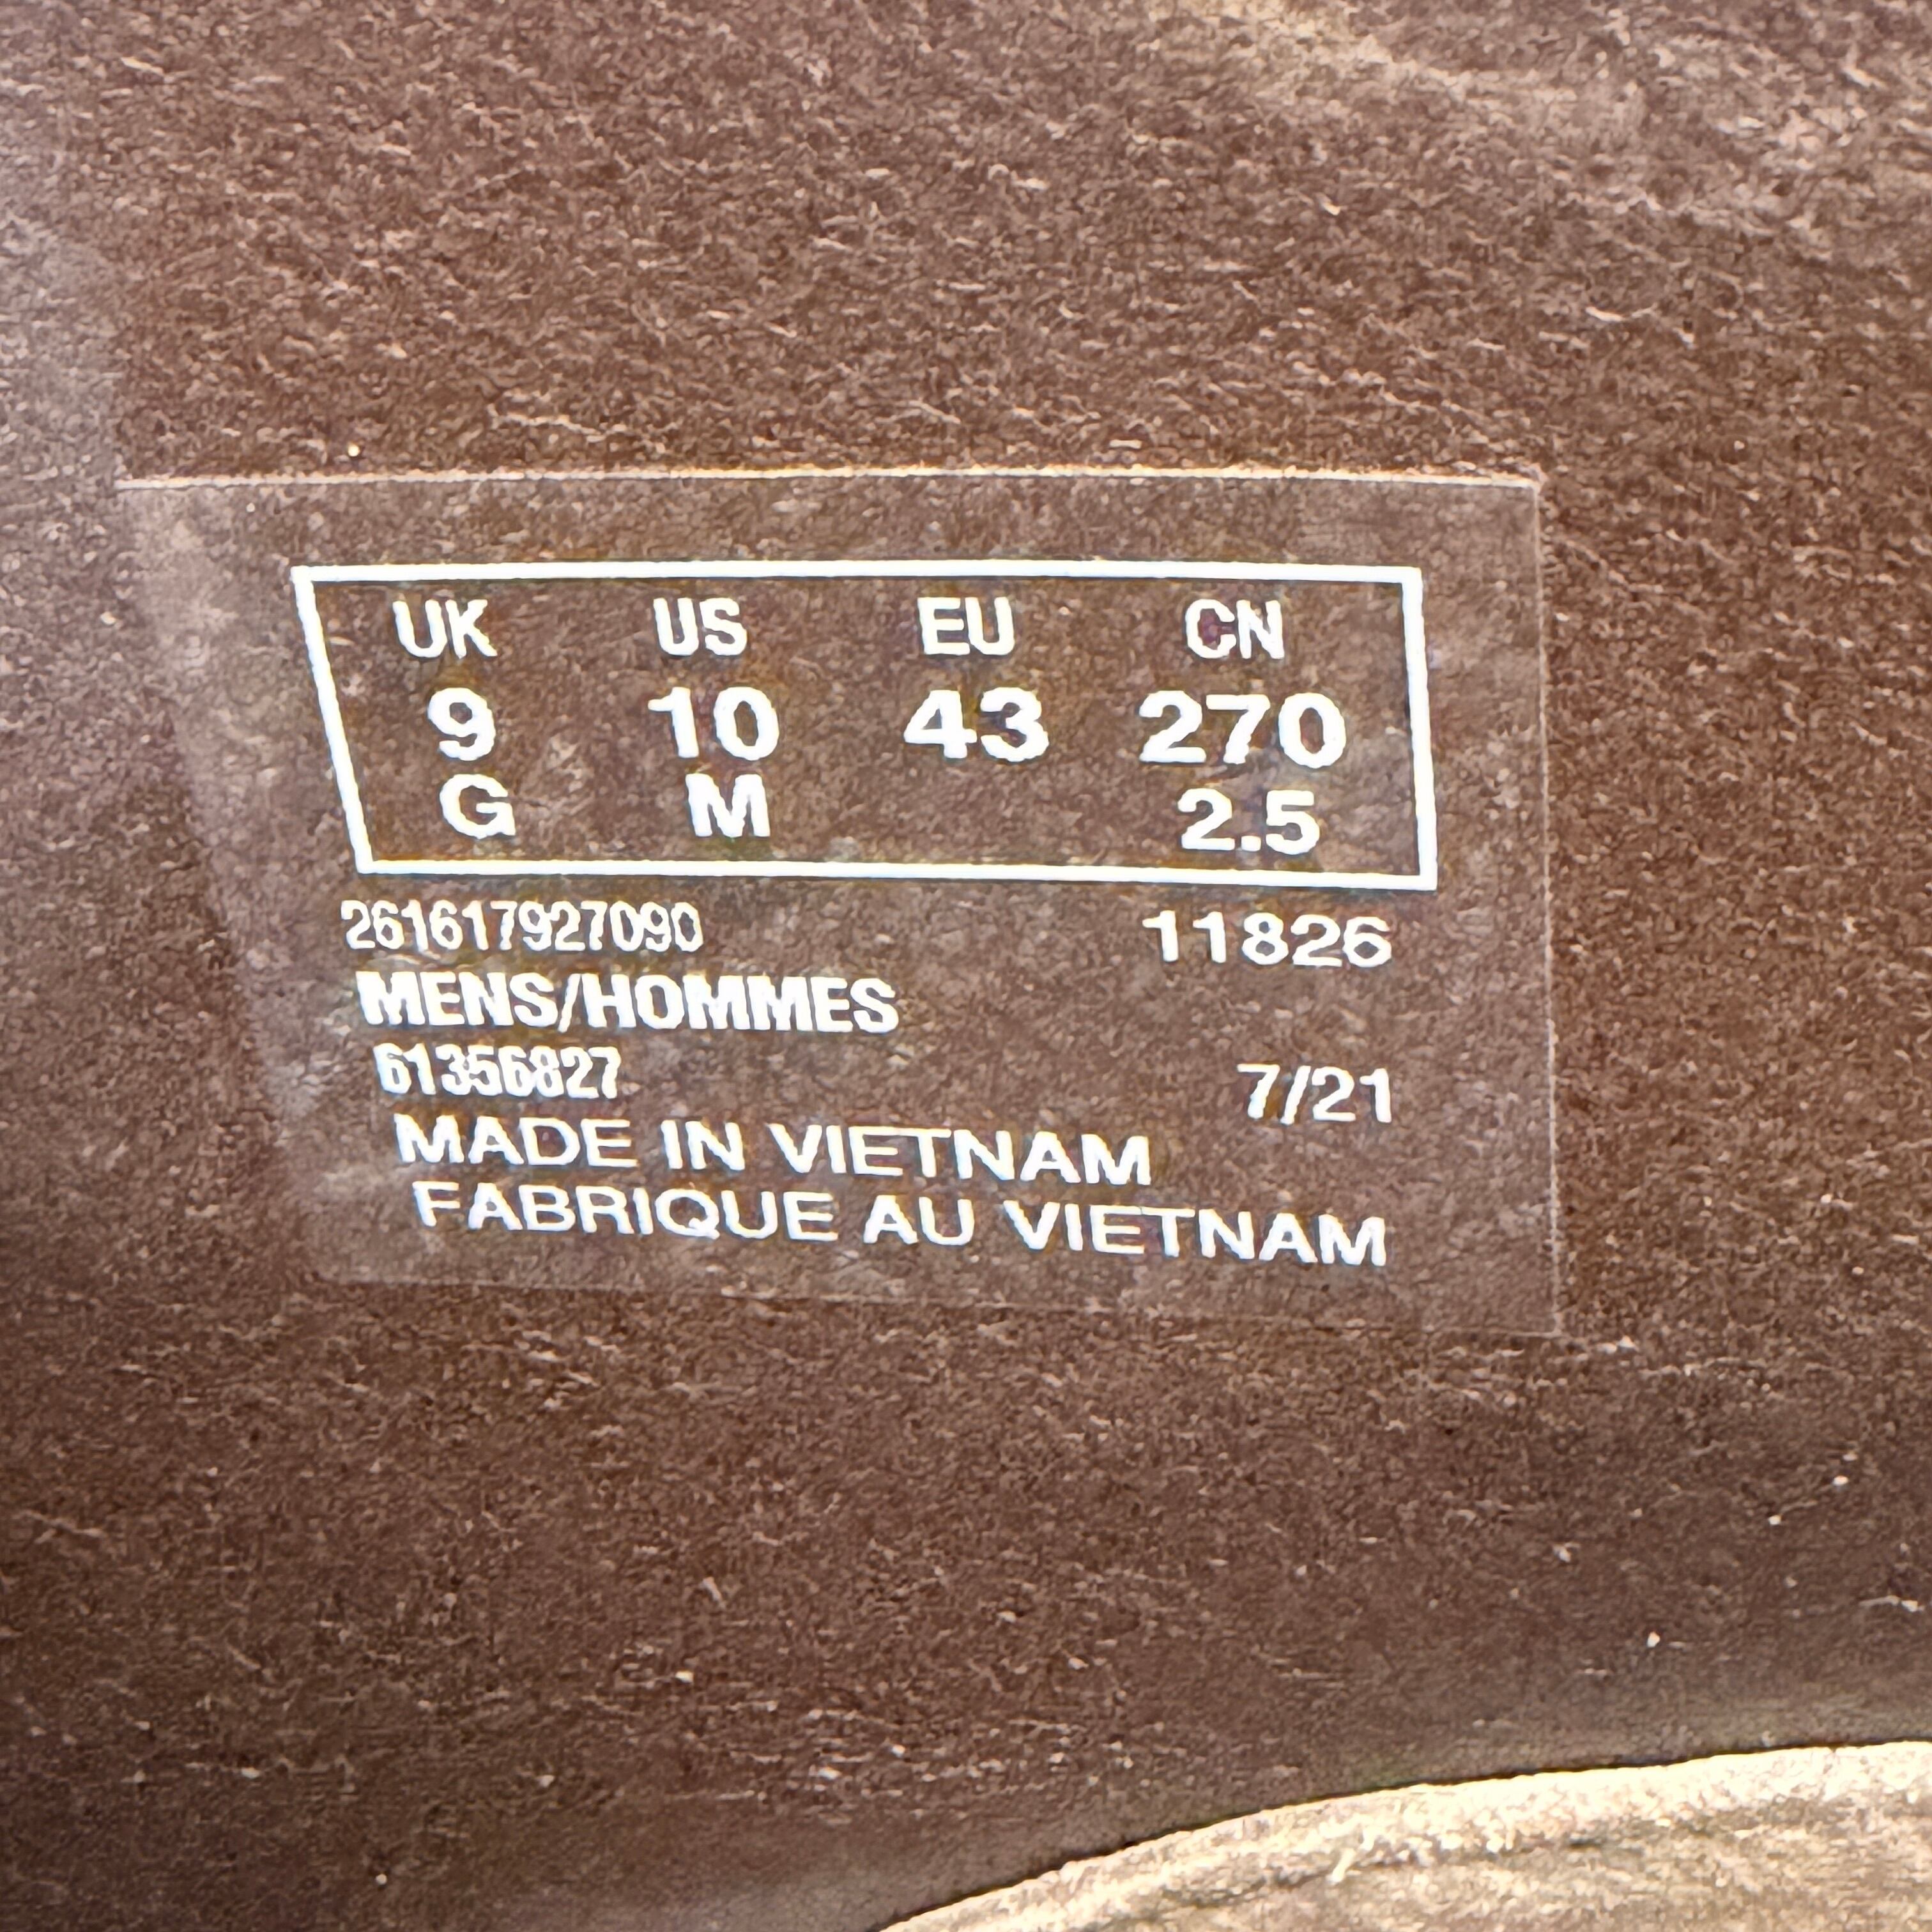 UK US EU CN
9 10 43 270
G M 2.5
261617927090 11826
MENS/HOMMES
61356827 7/21
MADE IN VIETNAM
FABRIQUE AU VIETNAM